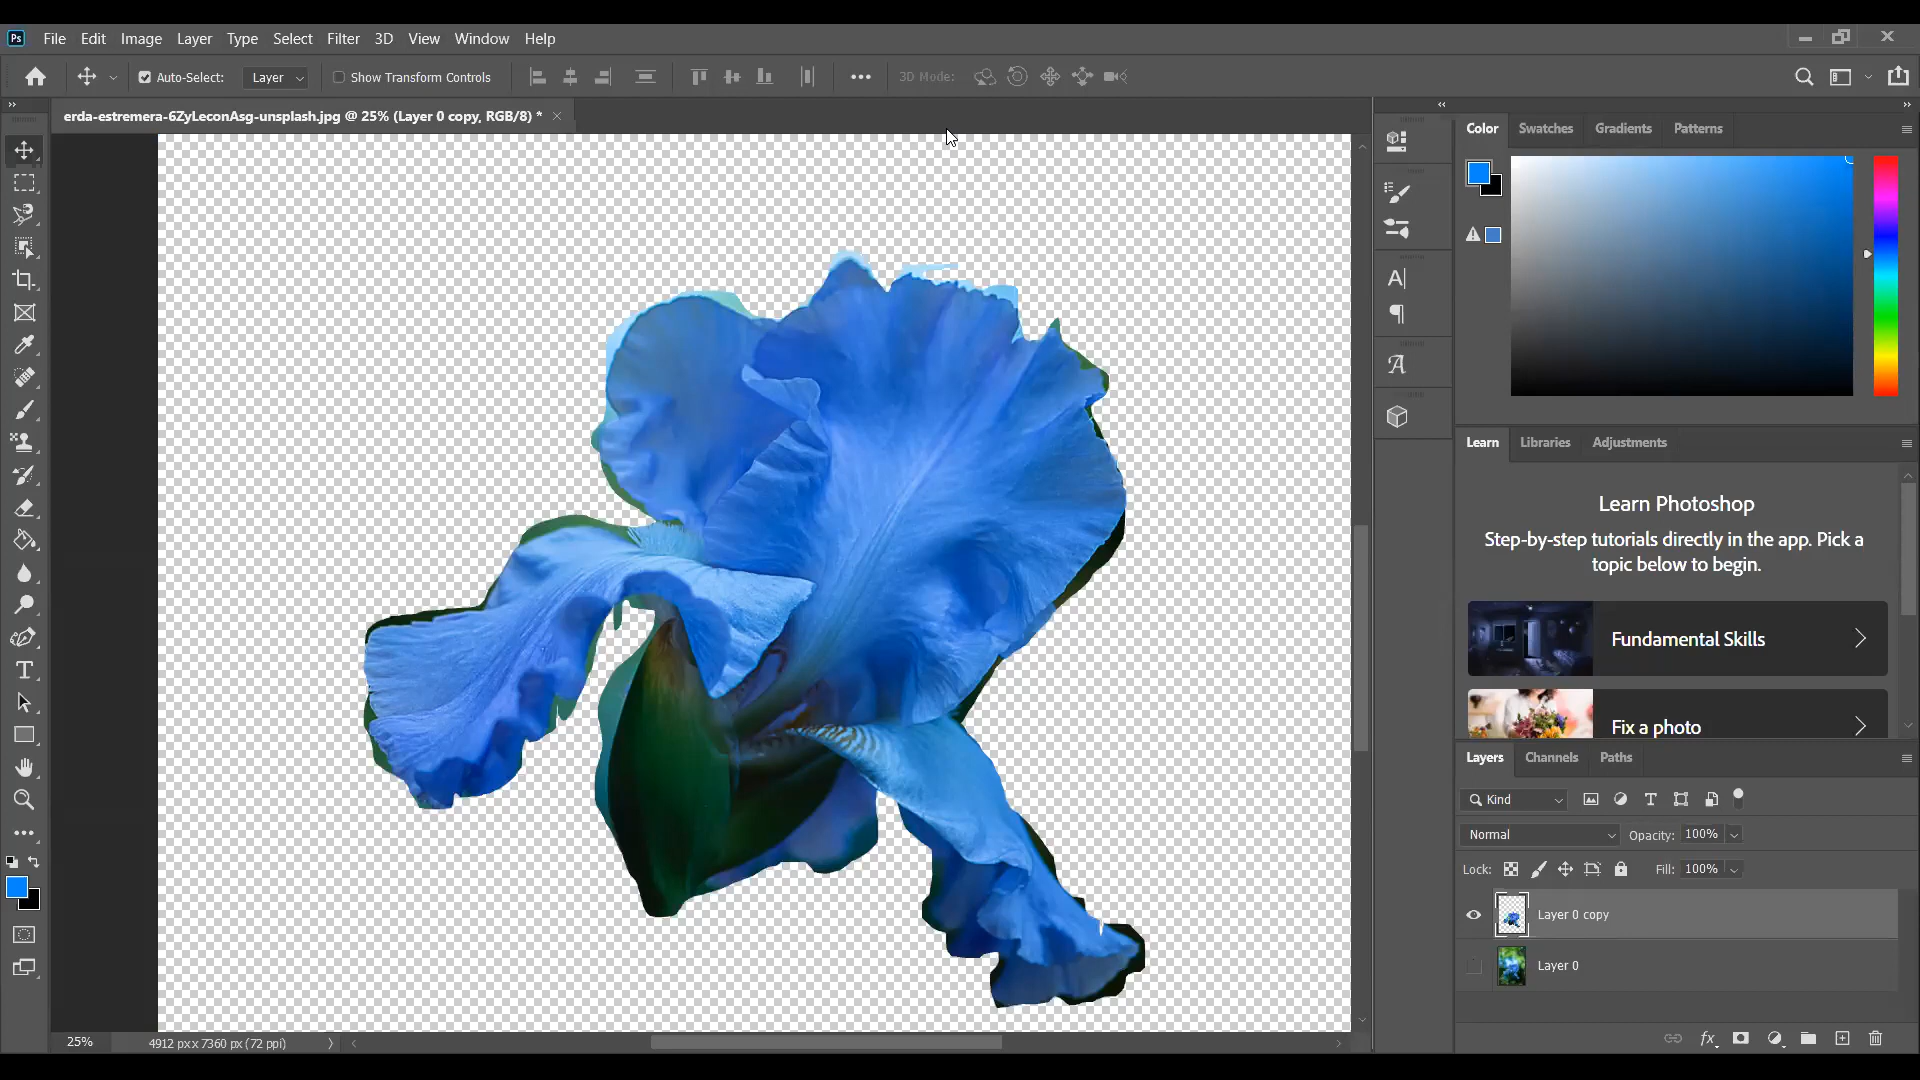 Ps File Edit Image Layer Type Select Filter 3D View Window Help
Auto-Select: Layer Show Transform Controls 3D Mode:
erda-estremera-6ZyLeconAsg-unsplash.jpg @ 25% (Layer 0 copy, RGB/8) *
Color Swatches Gradients Patterns
Learn Libraries Adjustments
Learn Photoshop
Step-by-step tutorials directly in the app. Pick a
topic below to begin.
Fundamental Skills
Fix a photo
Layers Channels Paths
Kind
Normal Opacity: 100%
Lock: Fill: 100%
Layer 0 copy
Layer 0
fx
25% 4912 px x 7360 px (72 ppi)